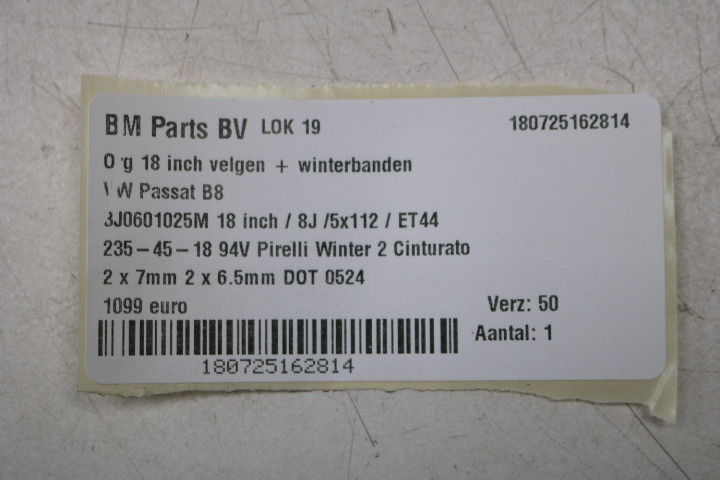 BM Parts BV LOK 19 180725162814
Org 18 inch velgen + winterbanden
VW Passat B8
3J0601025M 18 inch / 8J /5x112 / ET44
235-45-18 94V Pirelli Winter 2 Cinturato
2 x 7mm 2 x 6.5mm DOT 0524
1099 euro Verz: 50
Aantal: 1
180725162814